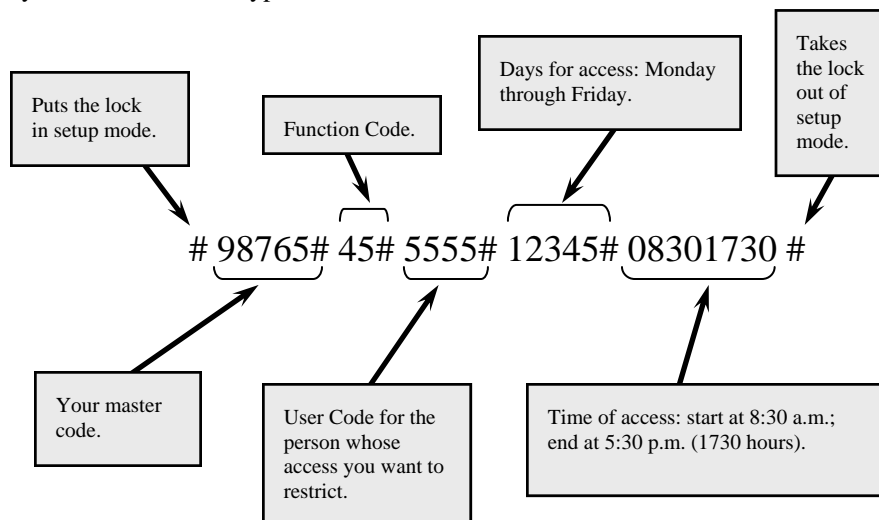 Takes
the lock
out of
setup
mode.
Days for access: Monday
through Friday.
Puts the lock
in setup mode.
Function Code.
# 98765# 45# 5555# 12345# 08301730 #
Your master
code.
User Code for the
person whose
access you want to
restrict.
Time of access: start at 8:30 a.m.;
end at 5:30 p.m. (1730 hours).